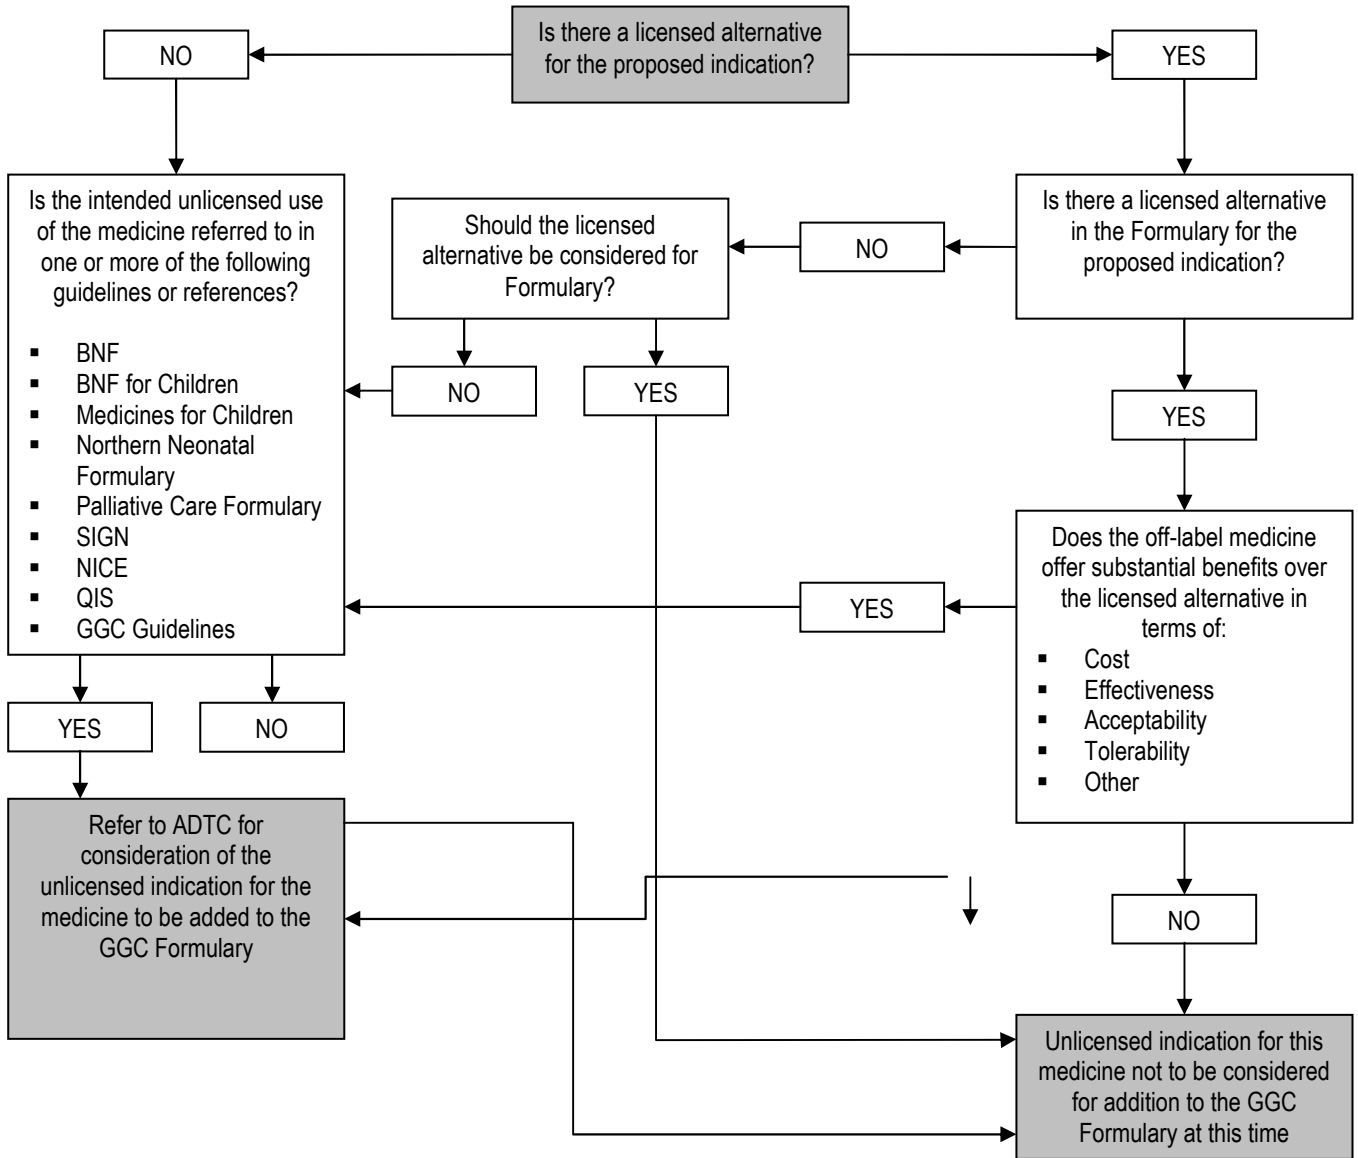 Is there a licensed alternative
for the proposed indication?
NO
YES
Is the intended unlicensed use
of the medicine referred to in
one or more of the following
guidelines or references?
▪ BNF
▪ BNF for Children
▪ Medicines for Children
▪ Northern Neonatal
Formulary
▪ Palliative Care Formulary
▪ SIGN
▪ NICE
▪ QIS
▪ GGC Guidelines
Should the licensed
alternative be considered for
Formulary?
NO
Is there a licensed alternative
in the Formulary for the
proposed indication?
NO
YES
YES
Does the off-label medicine
offer substantial benefits over
the licensed alternative in
terms of:
▪ Cost
▪ Effectiveness
▪ Acceptability
▪ Tolerability
▪ Other
YES
YES
NO
Refer to ADTC for
consideration of the
unlicensed indication for the
medicine to be added to the
GGC Formulary
NO
Unlicensed indication for this
medicine not to be considered
for addition to the GGC
Formulary at this time